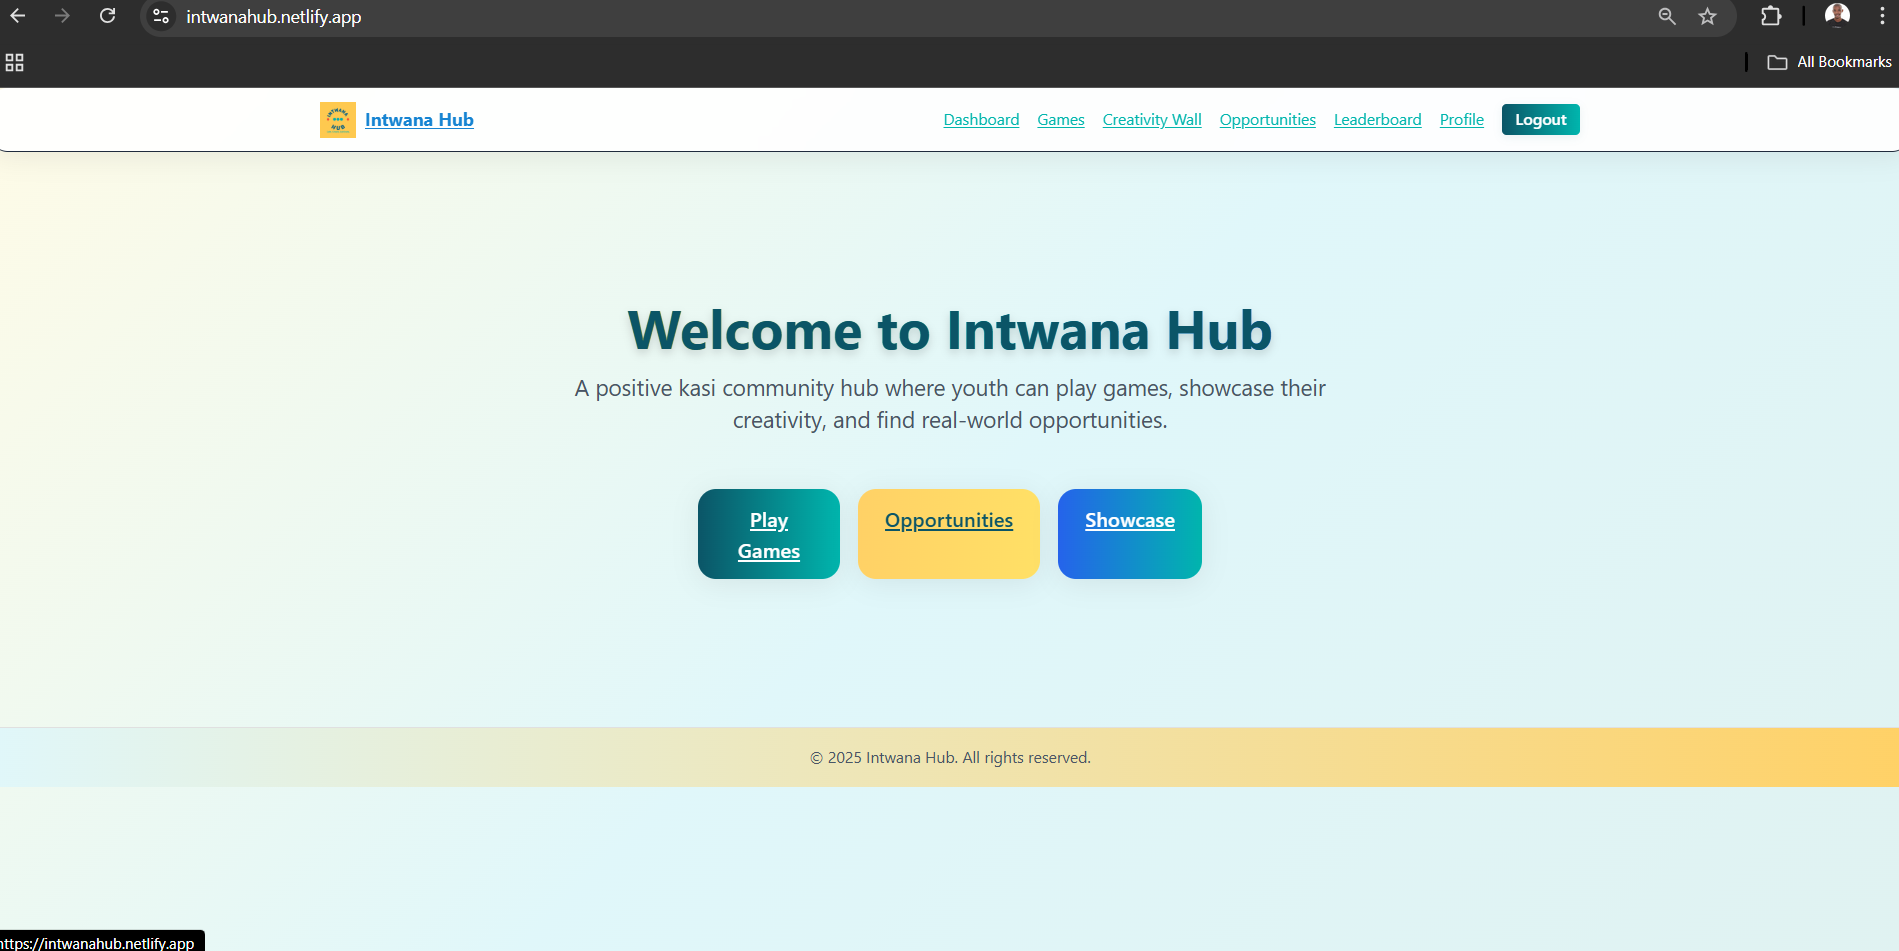 intwanahub.netlify.app
All Bookmarks
INTWANA
HUB
Intwana Hub
Dashboard Games Creativity Wall Opportunities Leaderboard Profile Logout
Welcome to Intwana Hub
A positive kasi community hub where youth can play games, showcase their
creativity, and find real-world opportunities.
Play
Games
Opportunities
Showcase
© 2025 Intwana Hub. All rights reserved.
https://intwanahub.netlify.app